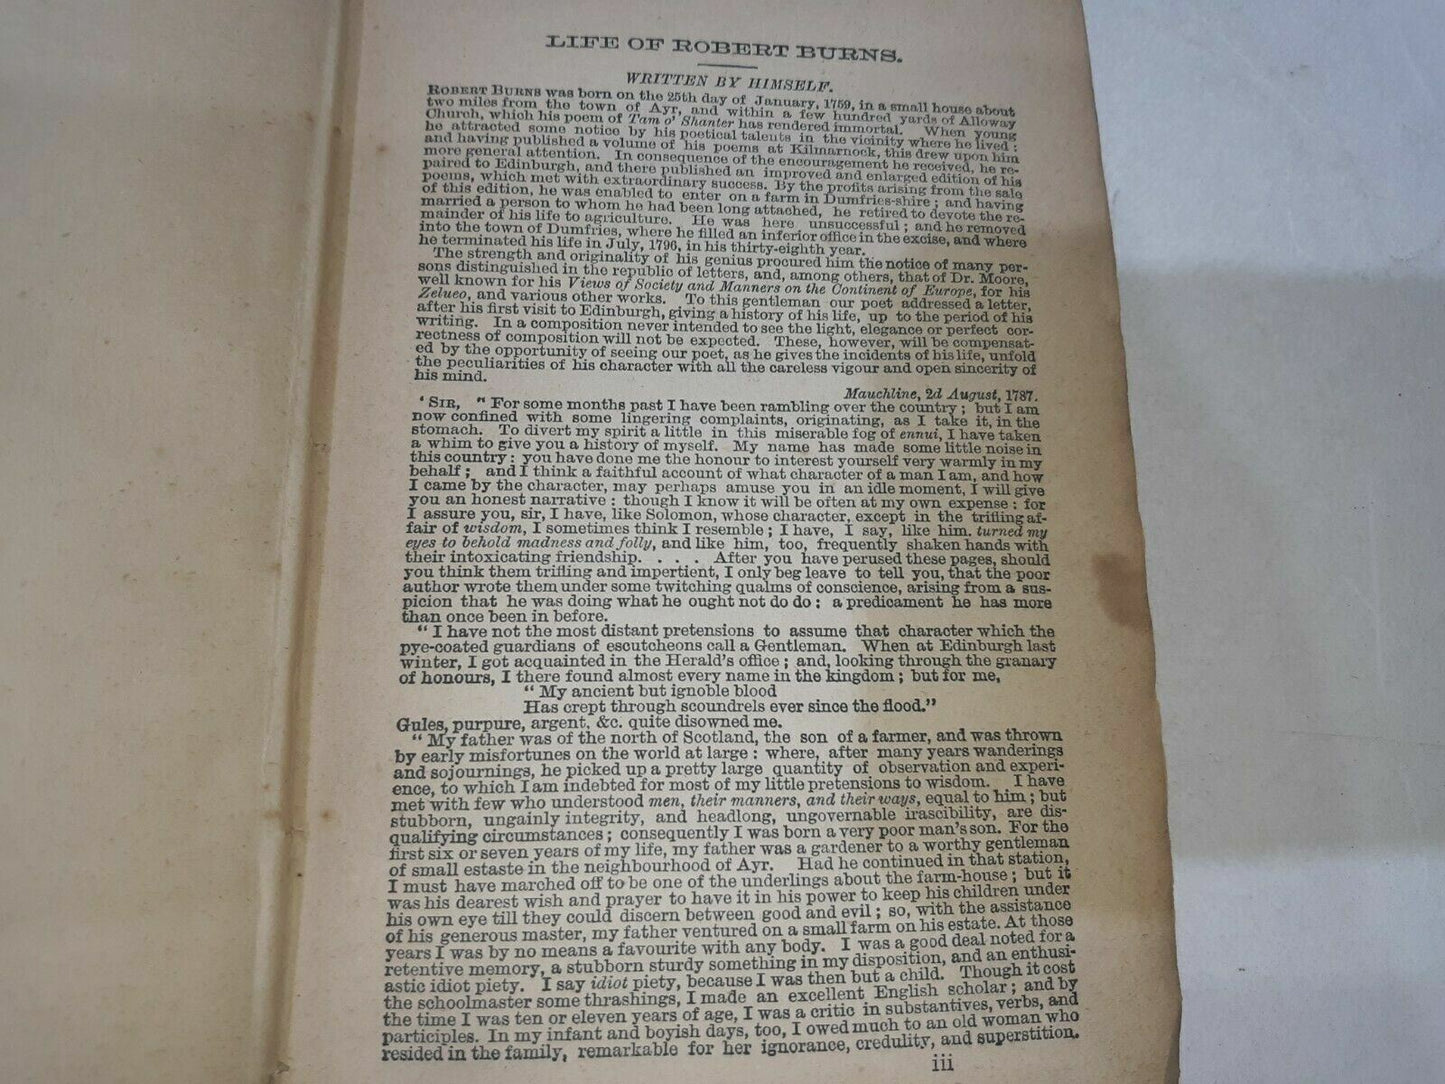 LIFE OF ROBERT BURNS.
WRITTEN BY HIMSELF.
ROBERT BURNS was born on the 25th day of January, 1759, in a small house about
two miles from the town of Ayr, and within a few hundred yards of Alloway
Church, which his poem of Tam o' Shanter has rendered immortal. When young
he attracted some notice by his poetical talents in the vicinity where he lived:
and having published a volume of his poems at Kilmarnock, this drew upon him
more general attention. In consequence of the encouragement he received, he re-
paired to Edinburgh, and there published an improved and enlarged edition of his
poems, which met with extraordinary success. By the profits arising from the sale
of this edition, he was enabled to enter on a farm in Dumfries-shire; and having
married a person to whom he had been long attached, he retired to devote the re-
mainder of his life to agriculture. He was here unsuccessful; and he removed
into the town of Dumfries, where he filled an inferior office in the excise, and where
he terminated his life in July, 1796, in his thirty-eighth year.
The strength and originality of his genius procured him the notice of many per-
sons distinguished in the republic of letters, and, among others, that of Dr. Moore,
well known for his Views of Society and Manners on the Continent of Europe, for his
Zelueo, and various other works. To this gentleman our poet addressed a letter,
after his first visit to Edinburgh, giving a history of his life, up to the period of his
writing. In a composition never intended to see the light, elegance or perfect cor-
rectness of composition will not be expected. These, however, will be compensat-
ed by the opportunity of seeing our poet, as he gives the incidents of his life, unfold
the peculiarities of his character with all the careless vigour and open sincerity of
his mind.
Mauchline, 2d August, 1787.
'SIR, "For some months past I have been rambling over the country; but I am
now confined with some lingering complaints, originating, as I take it, in the
stomach. To divert my spirit a little in this miserable fog of ennui, I have taken
a whim to give you a history of myself. My name has made some little noise in
this country: you have done me the honour to interest yourself very warmly in my
behalf; and I think a faithful account of what character of a man I am, and how
I came by the character, may perhaps amuse you in an idle moment, I will give
you an honest narrative: though I know it will be often at my own expense: for
I assure you, sir, I have, like Solomon, whose character, except in the trifling af-
fair of wisdom, I sometimes think I resemble; I have, I say, like him. turned my
eyes to behold madness and folly, and like him, too, frequently shaken hands with
their intoxicating friendship. . . . . After you have perused these pages, should
you think them trifling and impertient, I only beg leave to tell you, that the poor
author wrote them under some twitching qualms of conscience, arising from a sus-
picion that he was doing what he ought not do do: a predicament he has more
than once been in before.
"I have not the most distant pretensions to assume that character which the
pye-coated guardians of escutcheons call a Gentleman. When at Edinburgh last
winter, I got acquainted in the Herald's office; and, looking through the granary
of honours, I there found almost every name in the kingdom; but for me,
"My ancient but ignoble blood
Has crept through scoundrels ever since the flood."
Gules, purpure, argent, &c. quite disowned me.
"My father was of the north of Scotland, the son of a farmer, and was thrown
by early misfortunes on the world at large: where, after many years wanderings
and sojournings, he picked up a pretty large quantity of observation and experi-
ence, to which I am indebted for most of my little pretensions to wisdom. I have
met with few who understood men, their manners, and their ways, equal to him; but
stubborn, ungainly integrity, and headlong, ungovernable irascibility, are dis-
qualifying circumstances; consequently I was born a very poor man's son. For the
first six or seven years of my life, my father was a gardener to a worthy gentleman
of small estaste in the neighbourhood of Ayr. Had he continued in that station,
I must have marched off to be one of the underlings about the farm-house; but it
was his dearest wish and prayer to have it in his power to keep his children under
his own eye till they could discern between good and evil; so, with the assistance
of his generous master, my father ventured on a small farm on his estate. At those
years I was by no means a favourite with any body. I was a good deal noted for a
retentive memory, a stubborn sturdy something in my disposition, and an enthusi-
astic idiot piety. I say idiot piety, because I was then but a child. Though it cost
the schoolmaster some thrashings, I made an excellent English scholar; and by
the time I was ten or eleven years of age, I was a critic in substantives, verbs, and
participles. In my infant and boyish days, too, I owed much to an old woman who
resided in the family, remarkable for her ignorance, credulity, and superstition.
iii